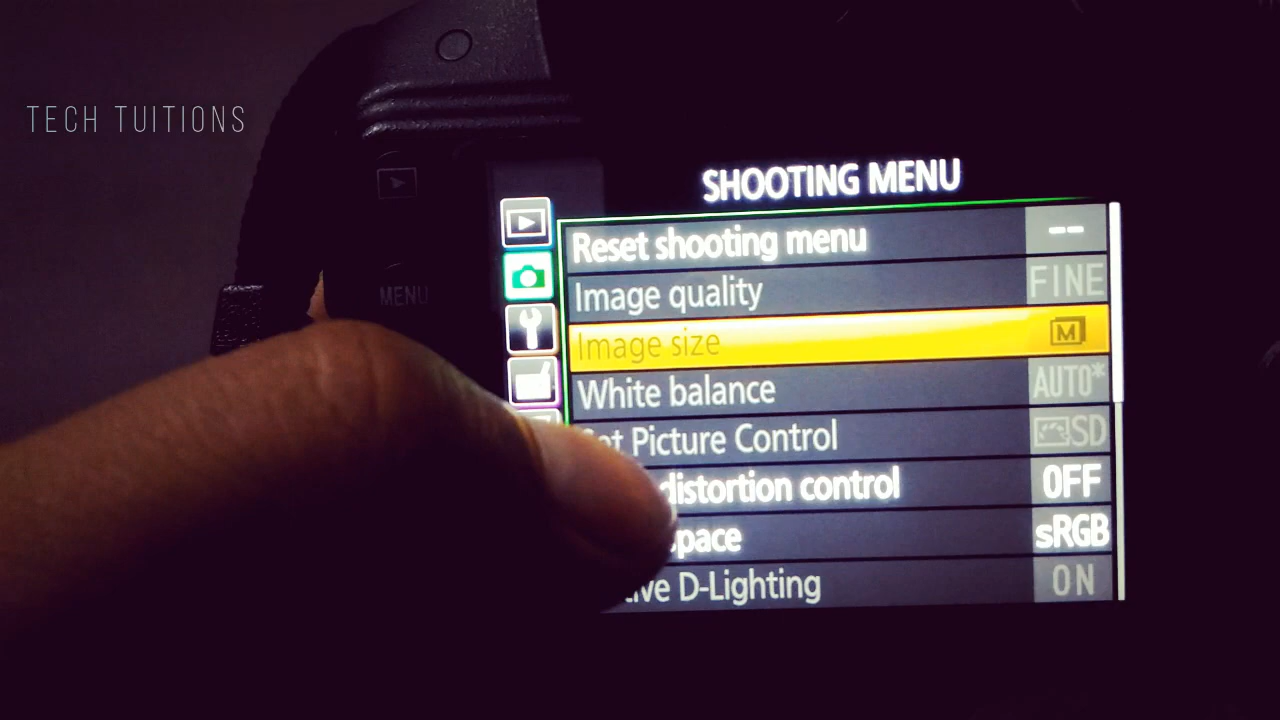 TECH TUITIONS
SHOOTING MENU
Reset shooting menu --
Image quality FINE
Image size M
White balance AUTO*
Picture Control SD
distortion control OFF
space sRGB
D-Lighting ON
MENU